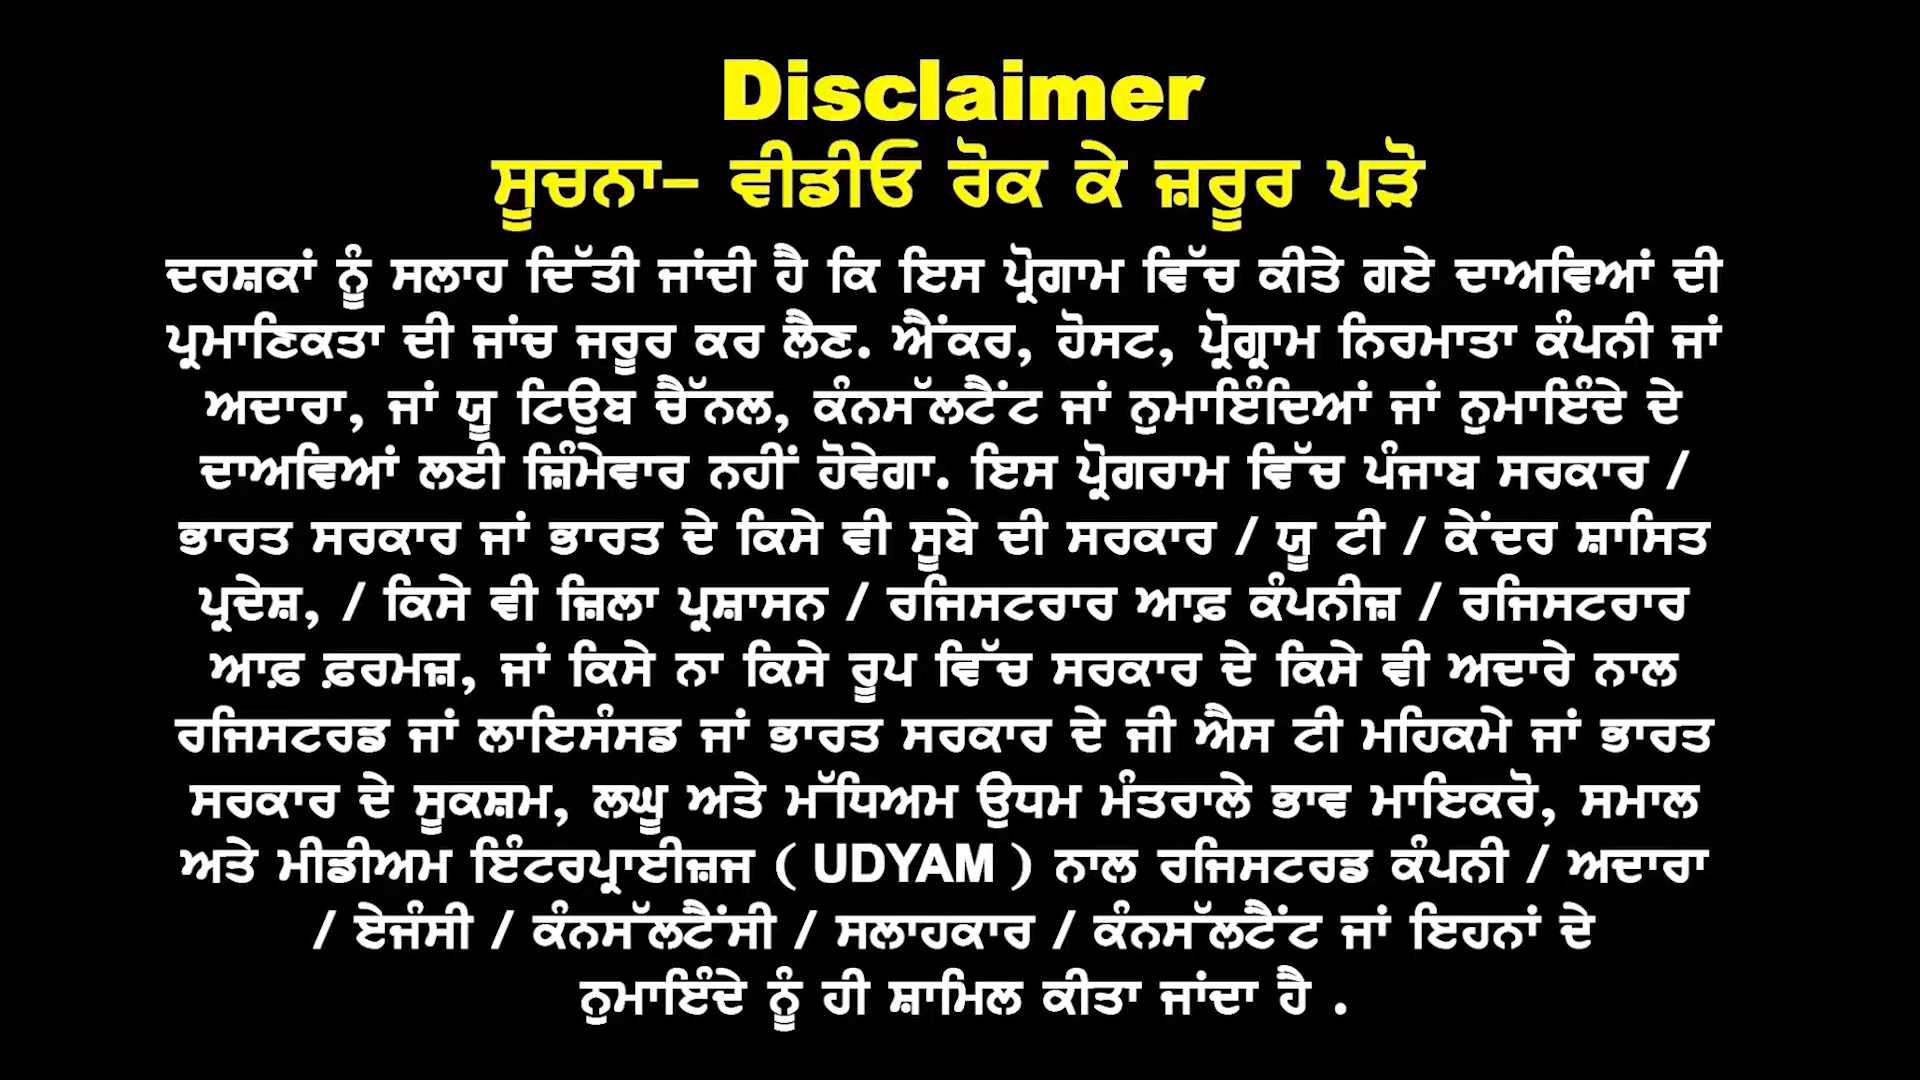 Disclaimer
ਸੂਚਨਾ- ਵੀਡੀਓ ਰੋਕ ਕੇ ਜ਼ਰੂਰ ਪੜੋ
ਦਰਸ਼ਕਾਂ ਨੂੰ ਸਲਾਹ ਦਿੱਤੀ ਜਾਂਦੀ ਹੈ ਕਿ ਇਸ ਪ੍ਰੋਗਾਮ ਵਿੱਚ ਕੀਤੇ ਗਏ ਦਾਅਵਿਆਂ ਦੀ
ਪ੍ਰਮਾਣਿਕਤਾ ਦੀ ਜਾਂਚ ਜਰੂਰ ਕਰ ਲੈਣ. ਐਂਕਰ, ਹੋਸਟ, ਪ੍ਰੋਗ੍ਰਾਮ ਨਿਰਮਾਤਾ ਕੰਪਨੀ ਜਾਂ
ਅਦਾਰਾ, ਜਾਂ ਯੂ ਟਿਉਬ ਚੈੱਨਲ, ਕੰਨਸੱਲਟੈਂਟ ਜਾਂ ਨੁਮਾਇੰਦਿਆਂ ਜਾਂ ਨੁਮਾਇੰਦੇ ਦੇ
ਦਾਅਵਿਆਂ ਲਈ ਜ਼ਿੰਮੇਵਾਰ ਨਹੀਂ ਹੋਵੇਗਾ. ਇਸ ਪ੍ਰੋਗਰਾਮ ਵਿੱਚ ਪੰਜਾਬ ਸਰਕਾਰ /
ਭਾਰਤ ਸਰਕਾਰ ਜਾਂ ਭਾਰਤ ਦੇ ਕਿਸੇ ਵੀ ਸੂਬੇ ਦੀ ਸਰਕਾਰ / ਯੂ ਟੀ / ਕੇਂਦਰ ਸ਼ਾਸਿਤ
ਪ੍ਰਦੇਸ਼, / ਕਿਸੇ ਵੀ ਜ਼ਿਲਾ ਪ੍ਰਸ਼ਾਸਨ / ਰਜਿਸਟਰਾਰ ਆਫ਼ ਕੰਪਨੀਜ਼ / ਰਜਿਸਟਰਾਰ
ਆਫ਼ ਫ਼ਰਮਜ਼, ਜਾਂ ਕਿਸੇ ਨਾ ਕਿਸੇ ਰੂਪ ਵਿੱਚ ਸਰਕਾਰ ਦੇ ਕਿਸੇ ਵੀ ਅਦਾਰੇ ਨਾਲ
ਰਜਿਸਟਰਡ ਜਾਂ ਲਾਇਸੰਸਡ ਜਾਂ ਭਾਰਤ ਸਰਕਾਰ ਦੇ ਜੀ ਐਸ ਟੀ ਮਹਿਕਮੇ ਜਾਂ ਭਾਰਤ
ਸਰਕਾਰ ਦੇ ਸੂਕਸ਼ਮ, ਲਘੂ ਅਤੇ ਮੱਧਿਅਮ ਉਧਮ ਮੰਤਰਾਲੇ ਭਾਵ ਮਾਇਕਰੋ, ਸਮਾਲ
ਅਤੇ ਮੀਡੀਅਮ ਇੰਟਰਪ੍ਰਾਈਜ਼ਜ ( UDYAM ) ਨਾਲ ਰਜਿਸਟਰਡ ਕੰਪਨੀ / ਅਦਾਰਾ
/ ਏਜੰਸੀ / ਕੰਨਸੱਲਟੈਂਸੀ / ਸਲਾਹਕਾਰ / ਕੰਨਸੱਲਟੈਂਟ ਜਾਂ ਇਹਨਾਂ ਦੇ
ਨੁਮਾਇੰਦੇ ਨੂੰ ਹੀ ਸ਼ਾਮਿਲ ਕੀਤਾ ਜਾਂਦਾ ਹੈ .